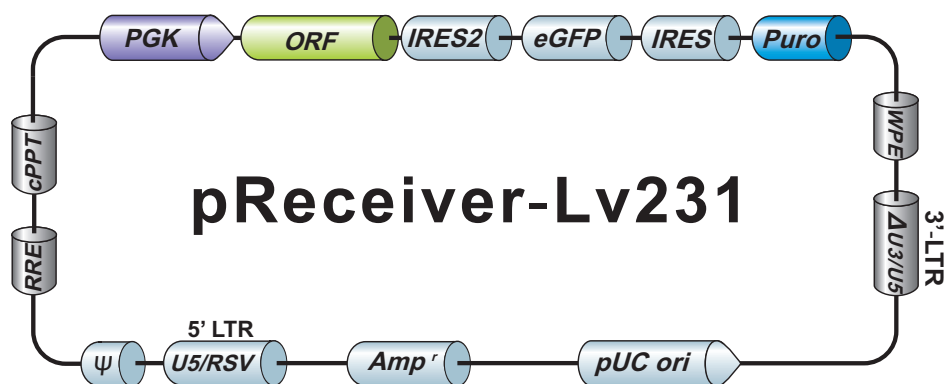 PGK ORF IRES2 eGFP IRES Puro
cPPT
WPE
pReceiver-Lv231
RRE
ΔU3/U5
3'-LTR
5' LTR
Ψ U5/RSV Amp r pUC ori